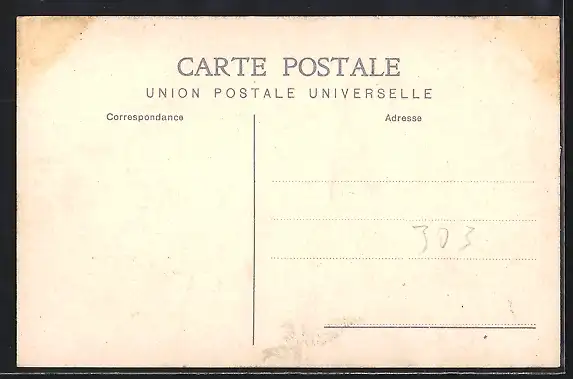 CARTE POSTALE
UNION POSTALE UNIVERSELLE
Correspondance
Adresse
303